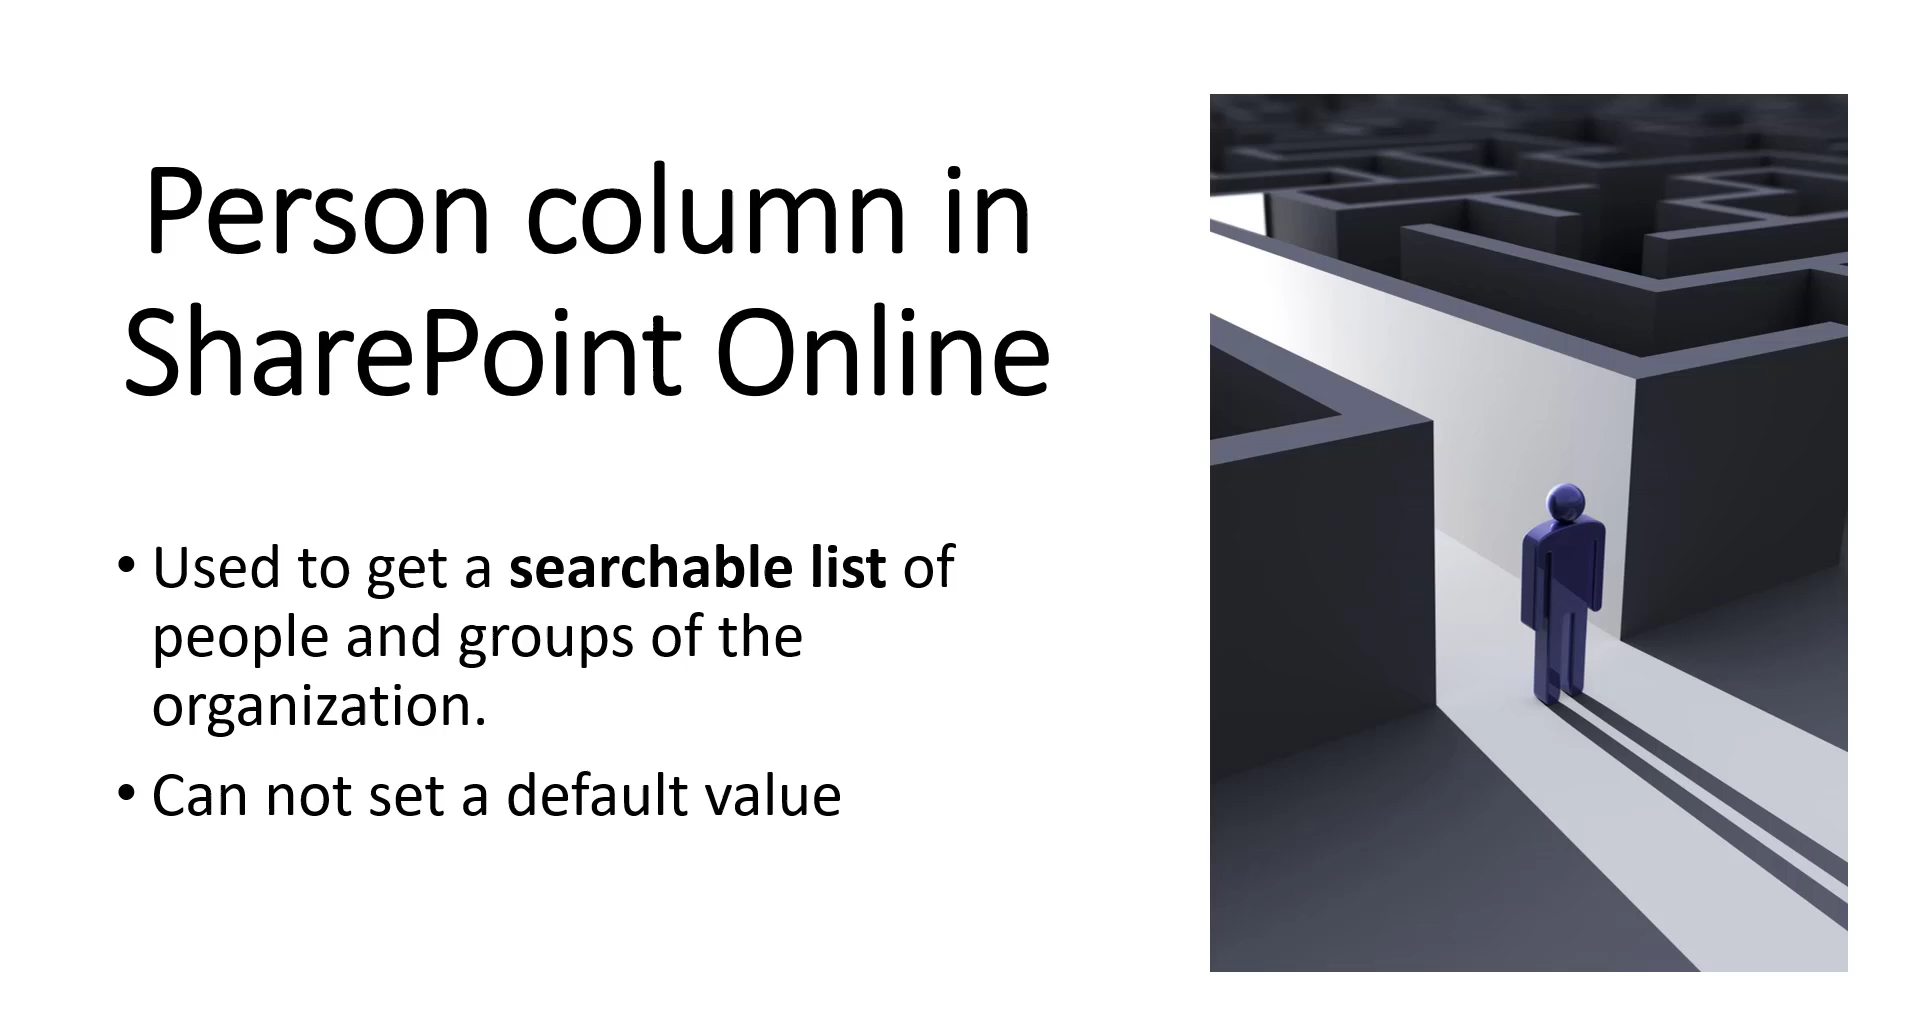 Person column in
SharePoint Online
• Used to get a searchable list of
people and groups of the
organization.
• Can not set a default value